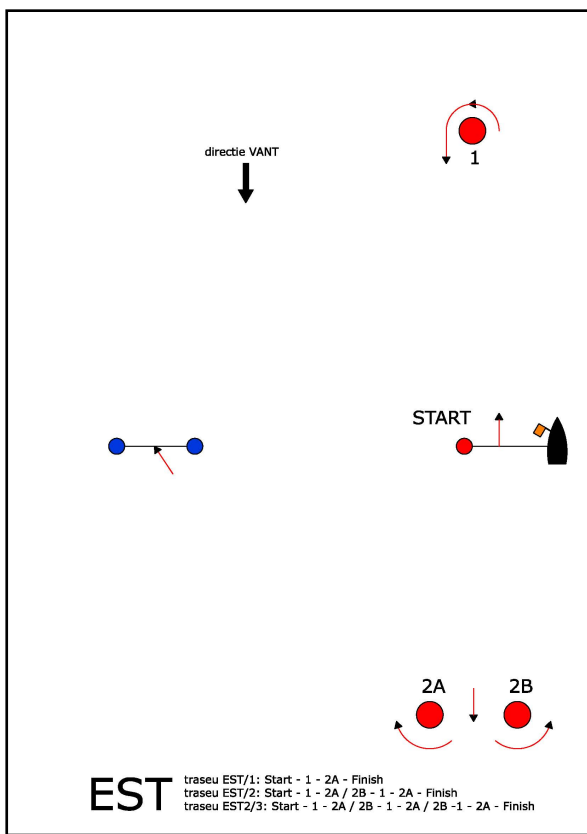 1
directie VANT
START
2A
2B
EST
traseu EST/1: Start - 1 - 2A - Finish
traseu EST/2: Start - 1 - 2A / 2B - 1 - 2A - Finish
traseu EST2/3: Start - 1 - 2A / 2B - 1 - 2A / 2B -1 - 2A - Finish